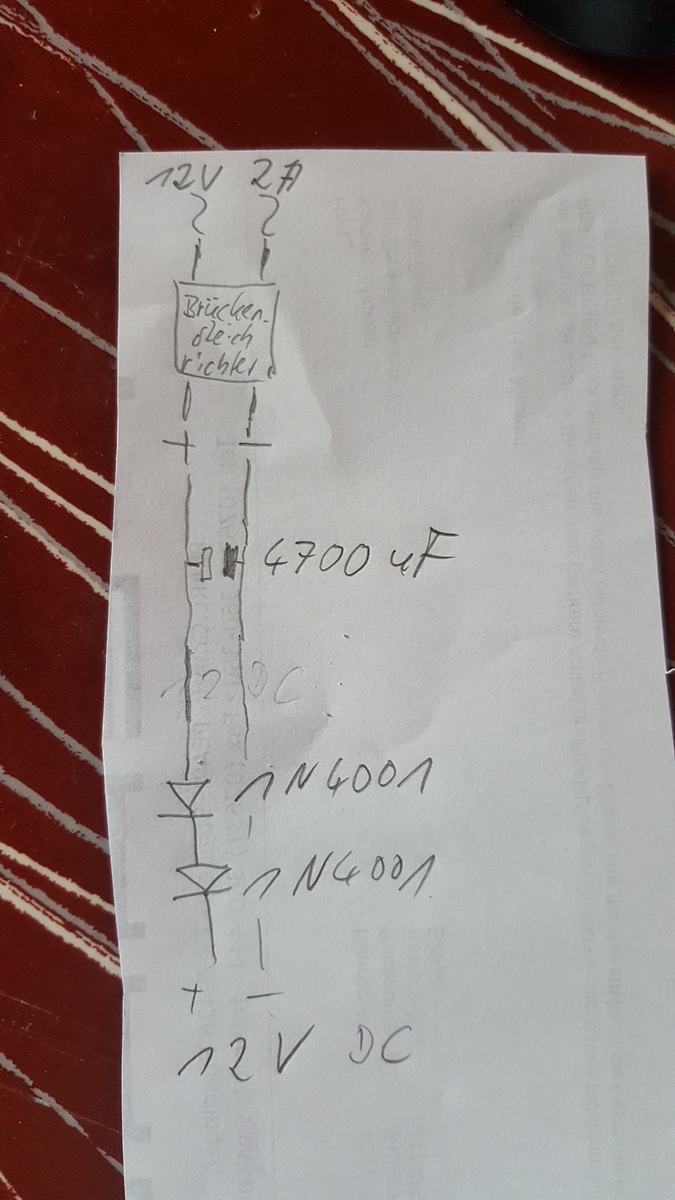 12V 2A
Brücken-
gleich
richter
+ -
4700 uF
12 DC
1N4001
1N4001
+ -
12V DC